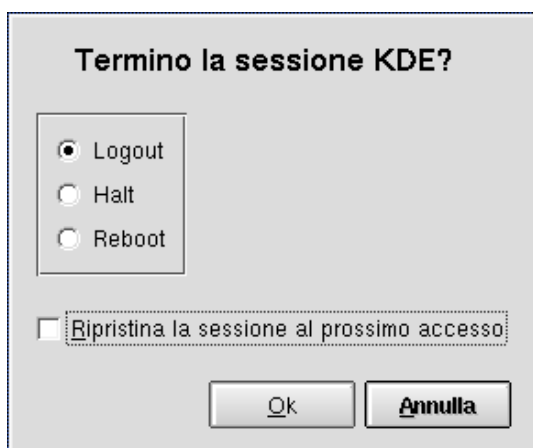 Termino la sessione KDE?
Logout
Halt
Reboot
Ripristina la sessione al prossimo accesso
Ok Annulla